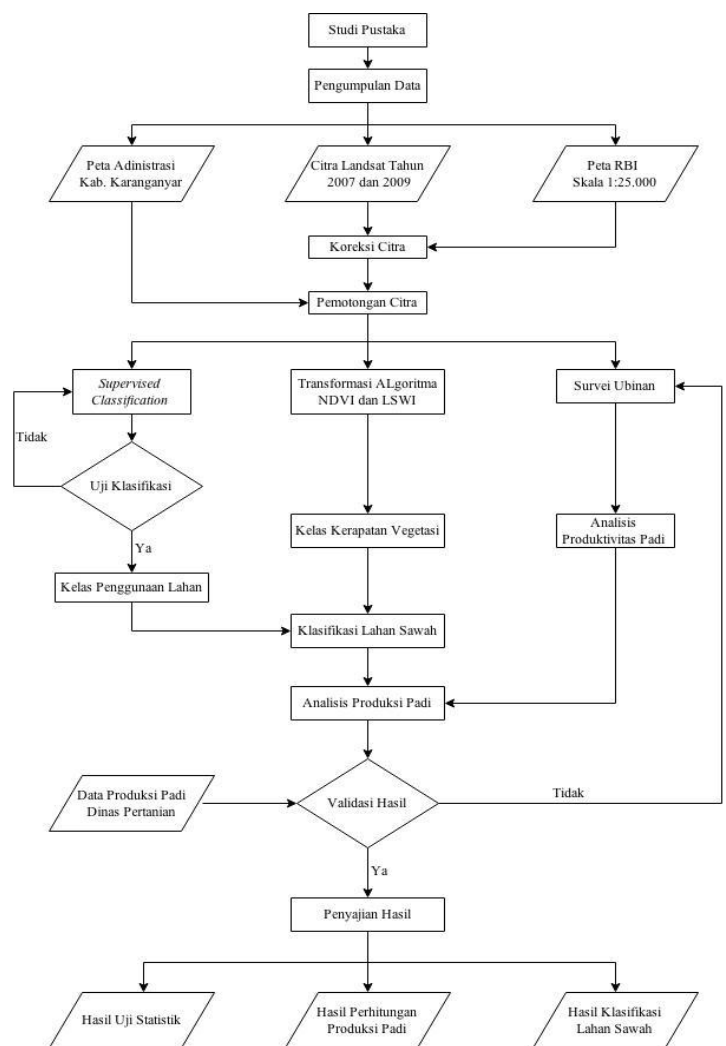 Studi Pustaka
Pengumpulan Data
Peta Adinistrasi
Kab. Karanganyar
Citra Landsat Tahun
2007 dan 2009
Peta RBI
Skala 1:25.000
Koreksi Citra
Pemotongan Citra
Supervised
Classification
Transformasi ALgoritma
NDVI dan LSWI
Survei Ubinan
Tidak
Uji Klasifikasi
Ya
Kelas Kerapatan Vegetasi
Analisis
Produktivitas Padi
Kelas Penggunaan Lahan
Klasifikasi Lahan Sawah
Analisis Produksi Padi
Data Produksi Padi
Dinas Pertanian
Validasi Hasil
Tidak
Ya
Penyajian Hasil
Hasil Uji Statistik
Hasil Perhitungan
Produksi Padi
Hasil Klasifikasi
Lahan Sawah